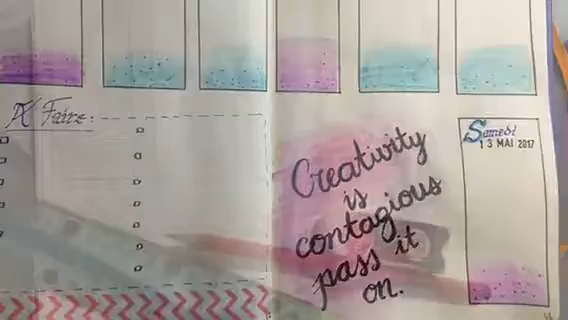 A Faire:
Creativity
is
contagious
pass it
on.
Samedi
13 MAI 2017